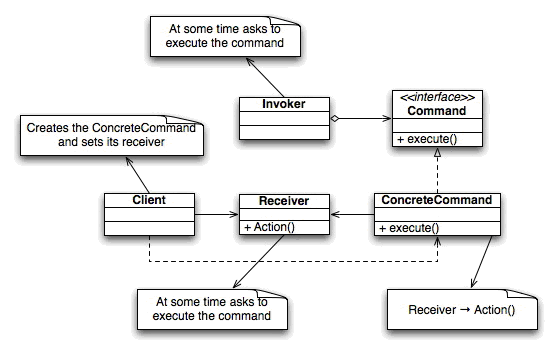 At some time asks to
execute the command
<<interface>>
Command
+ execute()
Invoker
Creates the ConcreteCommand
and sets its receiver
Client
Receiver
+ Action()
ConcreteCommand
+ execute()
At some time asks to
execute the command
Receiver → Action()